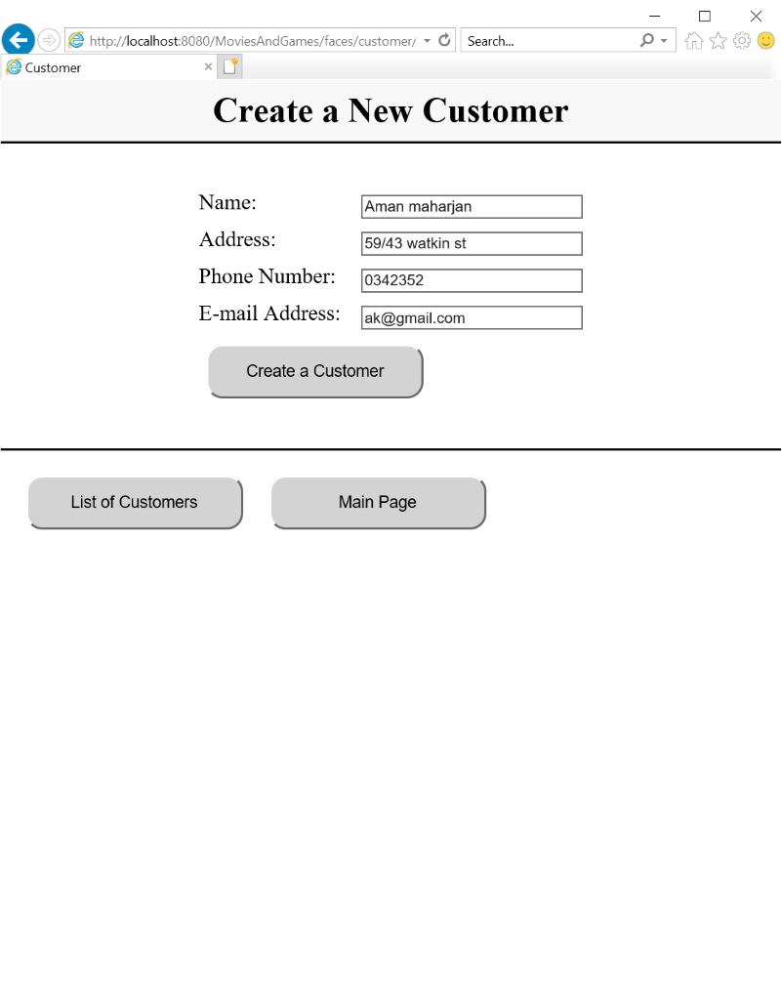 http://localhost:8080/MoviesAndGames/faces/customer/ Search...
Customer
Create a New Customer
Name: Aman maharjan
Address: 59/43 watkin st
Phone Number: 0342352
E-mail Address: ak@gmail.com
Create a Customer
List of Customers Main Page